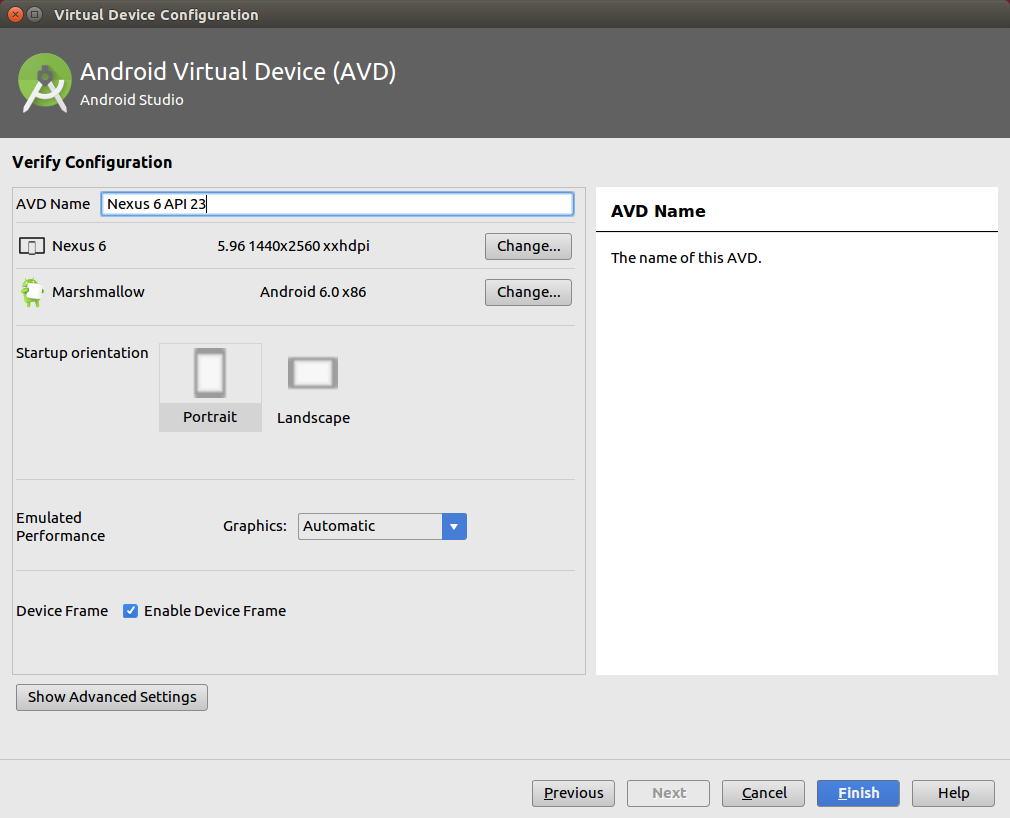 Virtual Device Configuration
Android Virtual Device (AVD)
Android Studio
Verify Configuration
AVD Name Nexus 6 API 23
Nexus 6 5.96 1440x2560 xxhdpi Change...
Marshmallow Android 6.0 x86 Change...
Startup orientation
Portrait
Landscape
Emulated
Performance
Graphics: Automatic
Device Frame Enable Device Frame
Show Advanced Settings
AVD Name
The name of this AVD.
Previous Next Cancel Finish Help